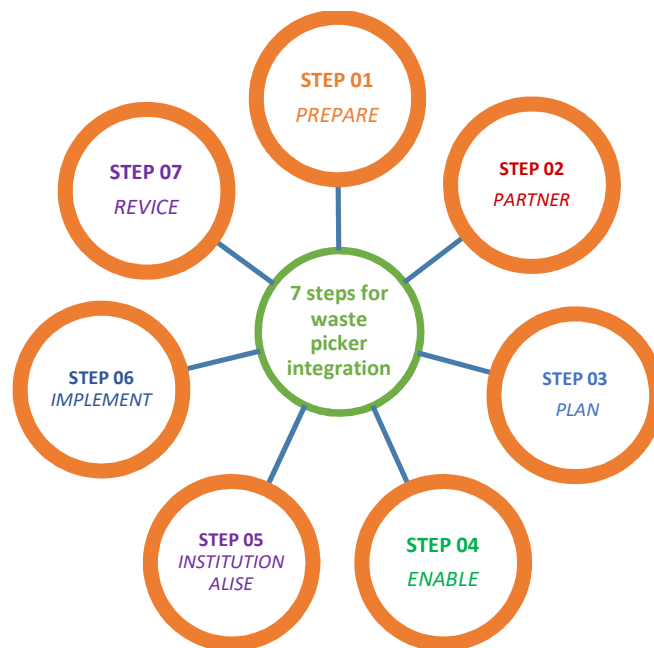 STEP 01
PREPARE
STEP 02
PARTNER
STEP 03
PLAN
STEP 04
ENABLE
STEP 05
INSTITUTION
ALISE
STEP 06
IMPLEMENT
STEP 07
REVICE
7 steps for
waste
picker
integration